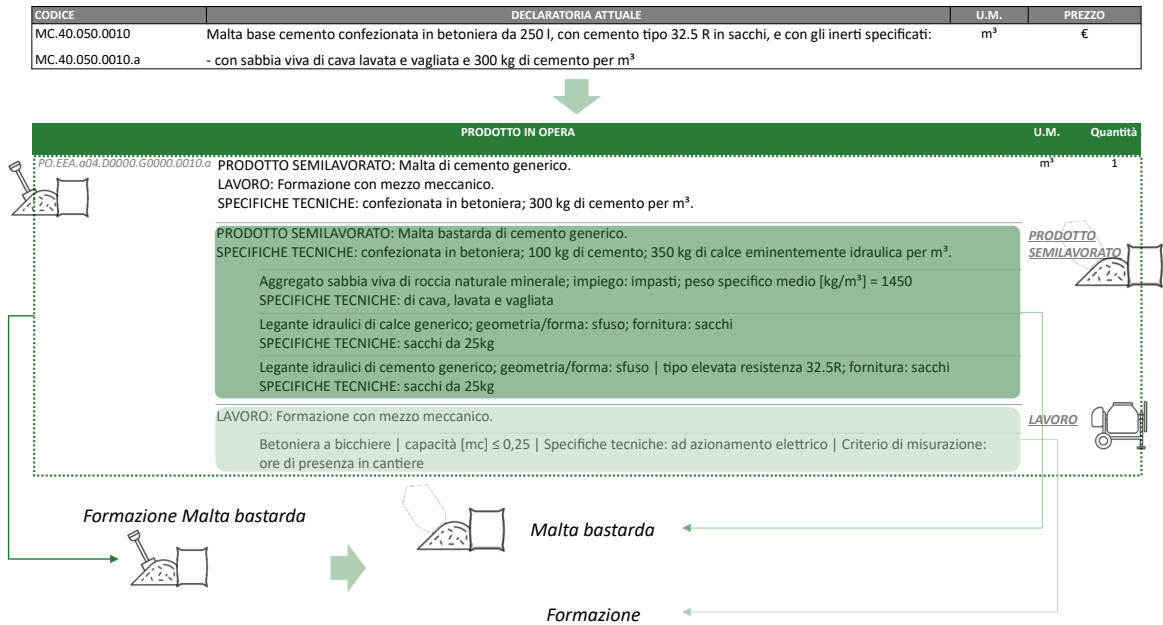 CODICE DECLARATORIA ATTUALE U.M. PREZZO
MC.40.050.0010 Malta base cemento confezionata in betoniera da 250 l, con cemento tipo 32.5 R in sacchi, e con gli inerti specificati: m³ €
MC.40.050.0010.a - con sabbia viva di cava lavata e vagliata e 300 kg di cemento per m³
PRODOTTO IN OPERA U.M. Quantità
PO.EEA.a04.D0000.G0000.0010.a PRODOTTO SEMILAVORATO: Malta di cemento generico. m³ 1
LAVORO: Formazione con mezzo meccanico.
SPECIFICHE TECNICHE: confezionata in betoniera; 300 kg di cemento per m³.
PRODOTTO SEMILAVORATO: Malta bastarda di cemento generico.
SPECIFICHE TECNICHE: confezionata in betoniera; 100 kg di cemento; 350 kg di calce eminentemente idraulica per m³.
PRODOTTO
SEMILAVORATO
Aggregato sabbia viva di roccia naturale minerale; impiego: impasti; peso specifico medio [kg/m³] = 1450
SPECIFICHE TECNICHE: di cava, lavata e vagliata
Legante idraulici di calce generico; geometria/forma: sfuso; fornitura: sacchi
SPECIFICHE TECNICHE: sacchi da 25kg
Legante idraulici di cemento generico; geometria/forma: sfuso | tipo elevata resistenza 32.5R; fornitura: sacchi
SPECIFICHE TECNICHE: sacchi da 25kg
LAVORO: Formazione con mezzo meccanico.
LAVORO
Betoniera a bicchiere | capacità [mc] ≤ 0,25 | Specifiche tecniche: ad azionamento elettrico | Criterio di misurazione:
ore di presenza in cantiere
Formazione Malta bastarda
Malta bastarda
Formazione